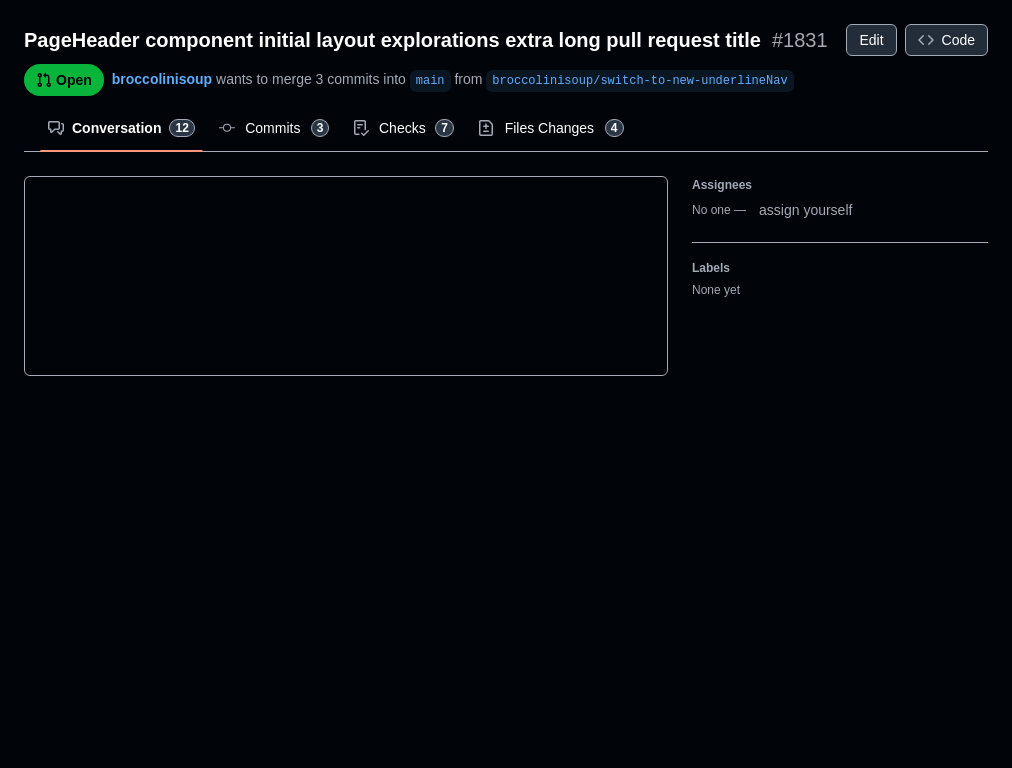 PageHeader component initial layout explorations extra long pull request title #1831 Edit Code
Open broccolinisoup wants to merge 3 commits into main from broccolinisoup/switch-to-new-underlineNav
Conversation 12 Commits 3 Checks 7 Files Changes 4
Assignees
No one — assign yourself
Labels
None yet